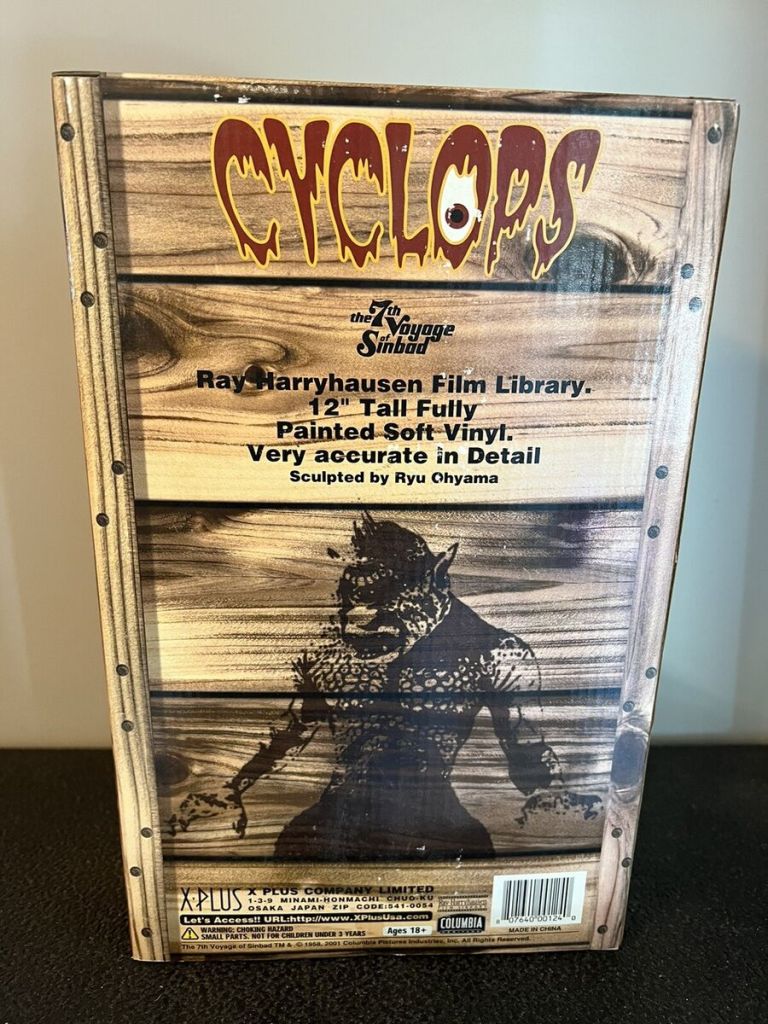 CYCLOPS
the 7th
Voyage
of
Sinbad
Ray Harryhausen Film Library.
12" Tall Fully
Painted Soft Vinyl.
Very accurate in Detail
Sculpted by Ryu Ohyama
X-PLUS X PLUS COMPANY LIMITED
1-3-9 MINAMI-HONMACHI CHUO-KU
OSAKA JAPAN ZIP CODE:541-0054
Let's Access!! URL:http://www.XPlusUsa.com
WARNING: CHOKING HAZARD
SMALL PARTS. NOT FOR CHILDREN UNDER 3 YEARS
Ages 18+
COLUMBIA
8 07640 00124 0
MADE IN CHINA
The 7th Voyage of Sinbad TM & © 1958, 2001 Columbia Pictures Industries, Inc. All Rights Reserved.